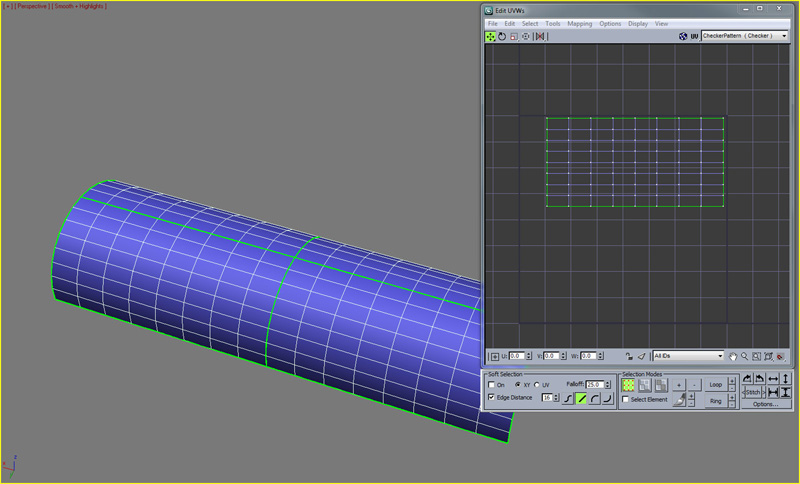 [ + ] [ Perspective ] [ Smooth + Highlights ]
Edit UVWs
File Edit Select Tools Mapping Options Display View
UV CheckerPattern ( Checker )
U: 0.0 V: 0.0 W: 0.0 All IDs
Soft Selection Selection Modes
On XY UV Falloff: 25.0 + - Loop + -
Edge Distance 16 Select Element + - Ring + - Stitch
Options...
z